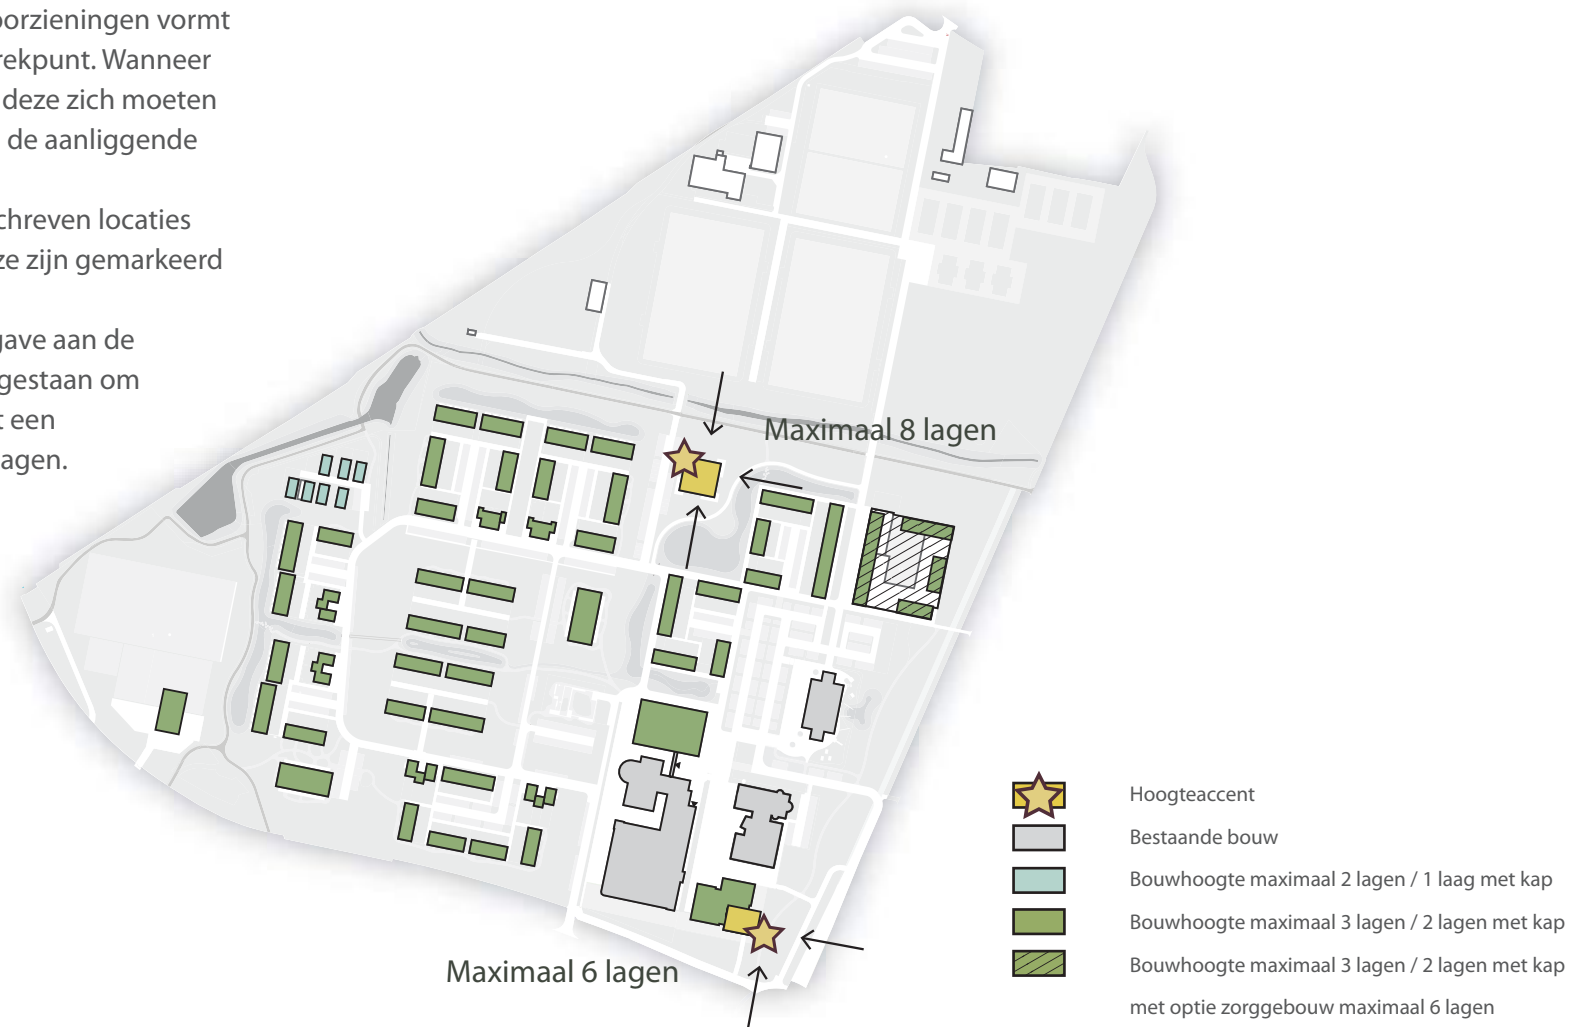 oorzieningen vormt
rekpunt. Wanneer
deze zich moeten
de aanliggende
chreven locaties
ze zijn gemarkeerd
gave aan de
gestaan om
t een
agen.
Maximaal 8 lagen
Maximaal 6 lagen
Hoogteaccent
Bestaande bouw
Bouwhoogte maximaal 2 lagen / 1 laag met kap
Bouwhoogte maximaal 3 lagen / 2 lagen met kap
Bouwhoogte maximaal 3 lagen / 2 lagen met kap
met optie zorggebouw maximaal 6 lagen